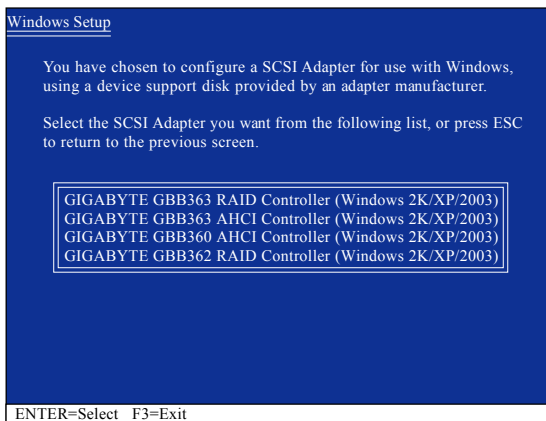 Windows Setup
You have chosen to configure a SCSI Adapter for use with Windows,
using a device support disk provided by an adapter manufacturer.
Select the SCSI Adapter you want from the following list, or press ESC
to return to the previous screen.
GIGABYTE GBB363 RAID Controller (Windows 2K/XP/2003)
GIGABYTE GBB363 AHCI Controller (Windows 2K/XP/2003)
GIGABYTE GBB360 AHCI Controller (Windows 2K/XP/2003)
GIGABYTE GBB362 RAID Controller (Windows 2K/XP/2003)
ENTER=Select F3=Exit